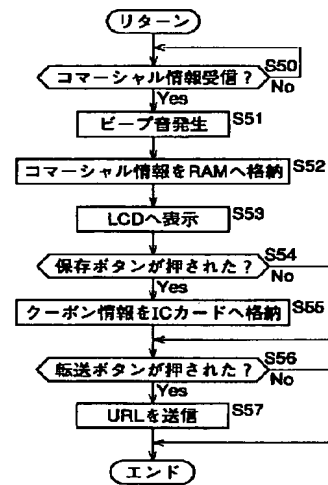 リターン
S50
コマーシャル情報受信?
No
Yes
ビープ音発生 S51
コマーシャル情報をRAMへ格納 S52
LCDへ表示 S53
S54
保存ボタンが押された?
No
Yes
クーポン情報をICカードへ格納 S55
S56
転送ボタンが押された?
No
Yes
URLを送信 S57
エンド